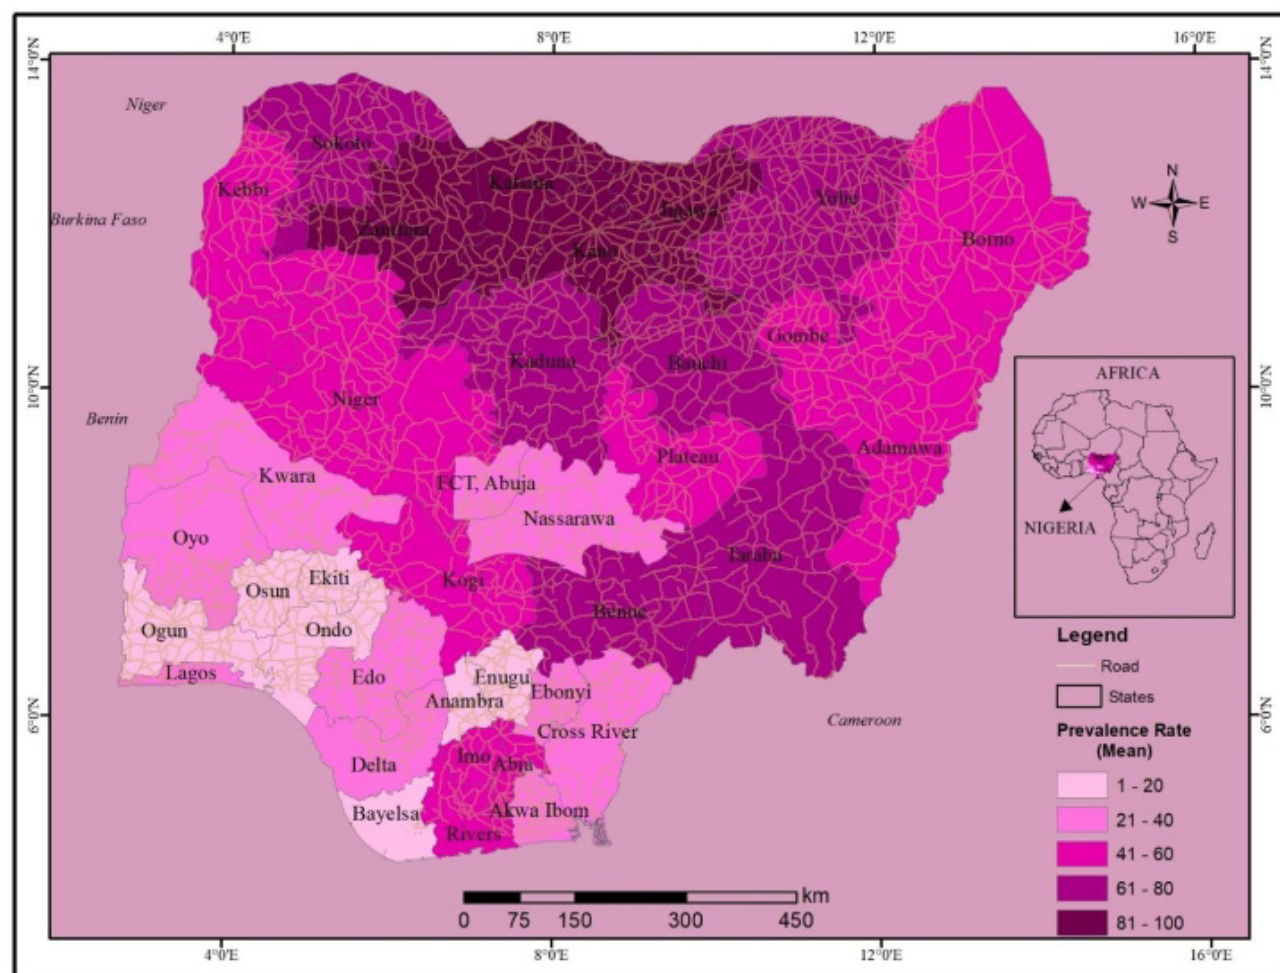 4°0'E 8°0'E 12°0'E 16°0'E
14°0'N 14°0'N
Niger
Sokoto
Katsina
Kebbi
Jigawa
Yobe
N
W E
S
Burkina Faso
Zamfara
Kano
Borno
Gombe
Kaduna
Bauchi
AFRICA
10°0'N 10°0'N
Niger
Benin
Plateau
Adamawa
Kwara
FCT, Abuja
Nassarawa
NIGERIA
Oyo
Taraba
Kogi
Ekiti
Osun
Benue
Ogun
Ondo
Legend
Road
States
Lagos
Edo
Enugu
Ebonyi
Anambra
6°0'N 6°0'N
Cross River
Cameroon
Prevalence Rate
(Mean)
Imo
Abia
Delta
1 - 20
21 - 40
41 - 60
61 - 80
81 - 100
Bayelsa
Akwa Ibom
Rivers
km
0 75 150 300 450
4°0'E 8°0'E 12°0'E 16°0'E